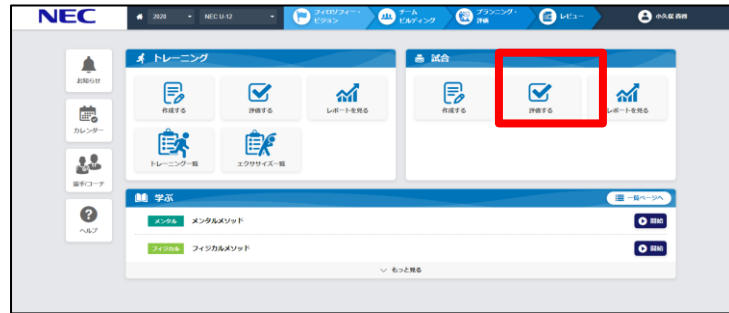 NEC
2020
NEC U-12
フィロソフィー・
ビジョン
チーム
ビルディング
プランニング・
評価
レビュー
お知らせ
カレンダー
選手/コーチ
ヘルプ
トレーニング
作成する
評価する
レポートを見る
トレーニング一覧
エクササイズ一覧
試合
作成する
評価する
レポートを見る
学ぶ
一覧ページへ
メンタル
メンタルメソッド
開始
フィジカル
フィジカルメソッド
開始
もっと見る